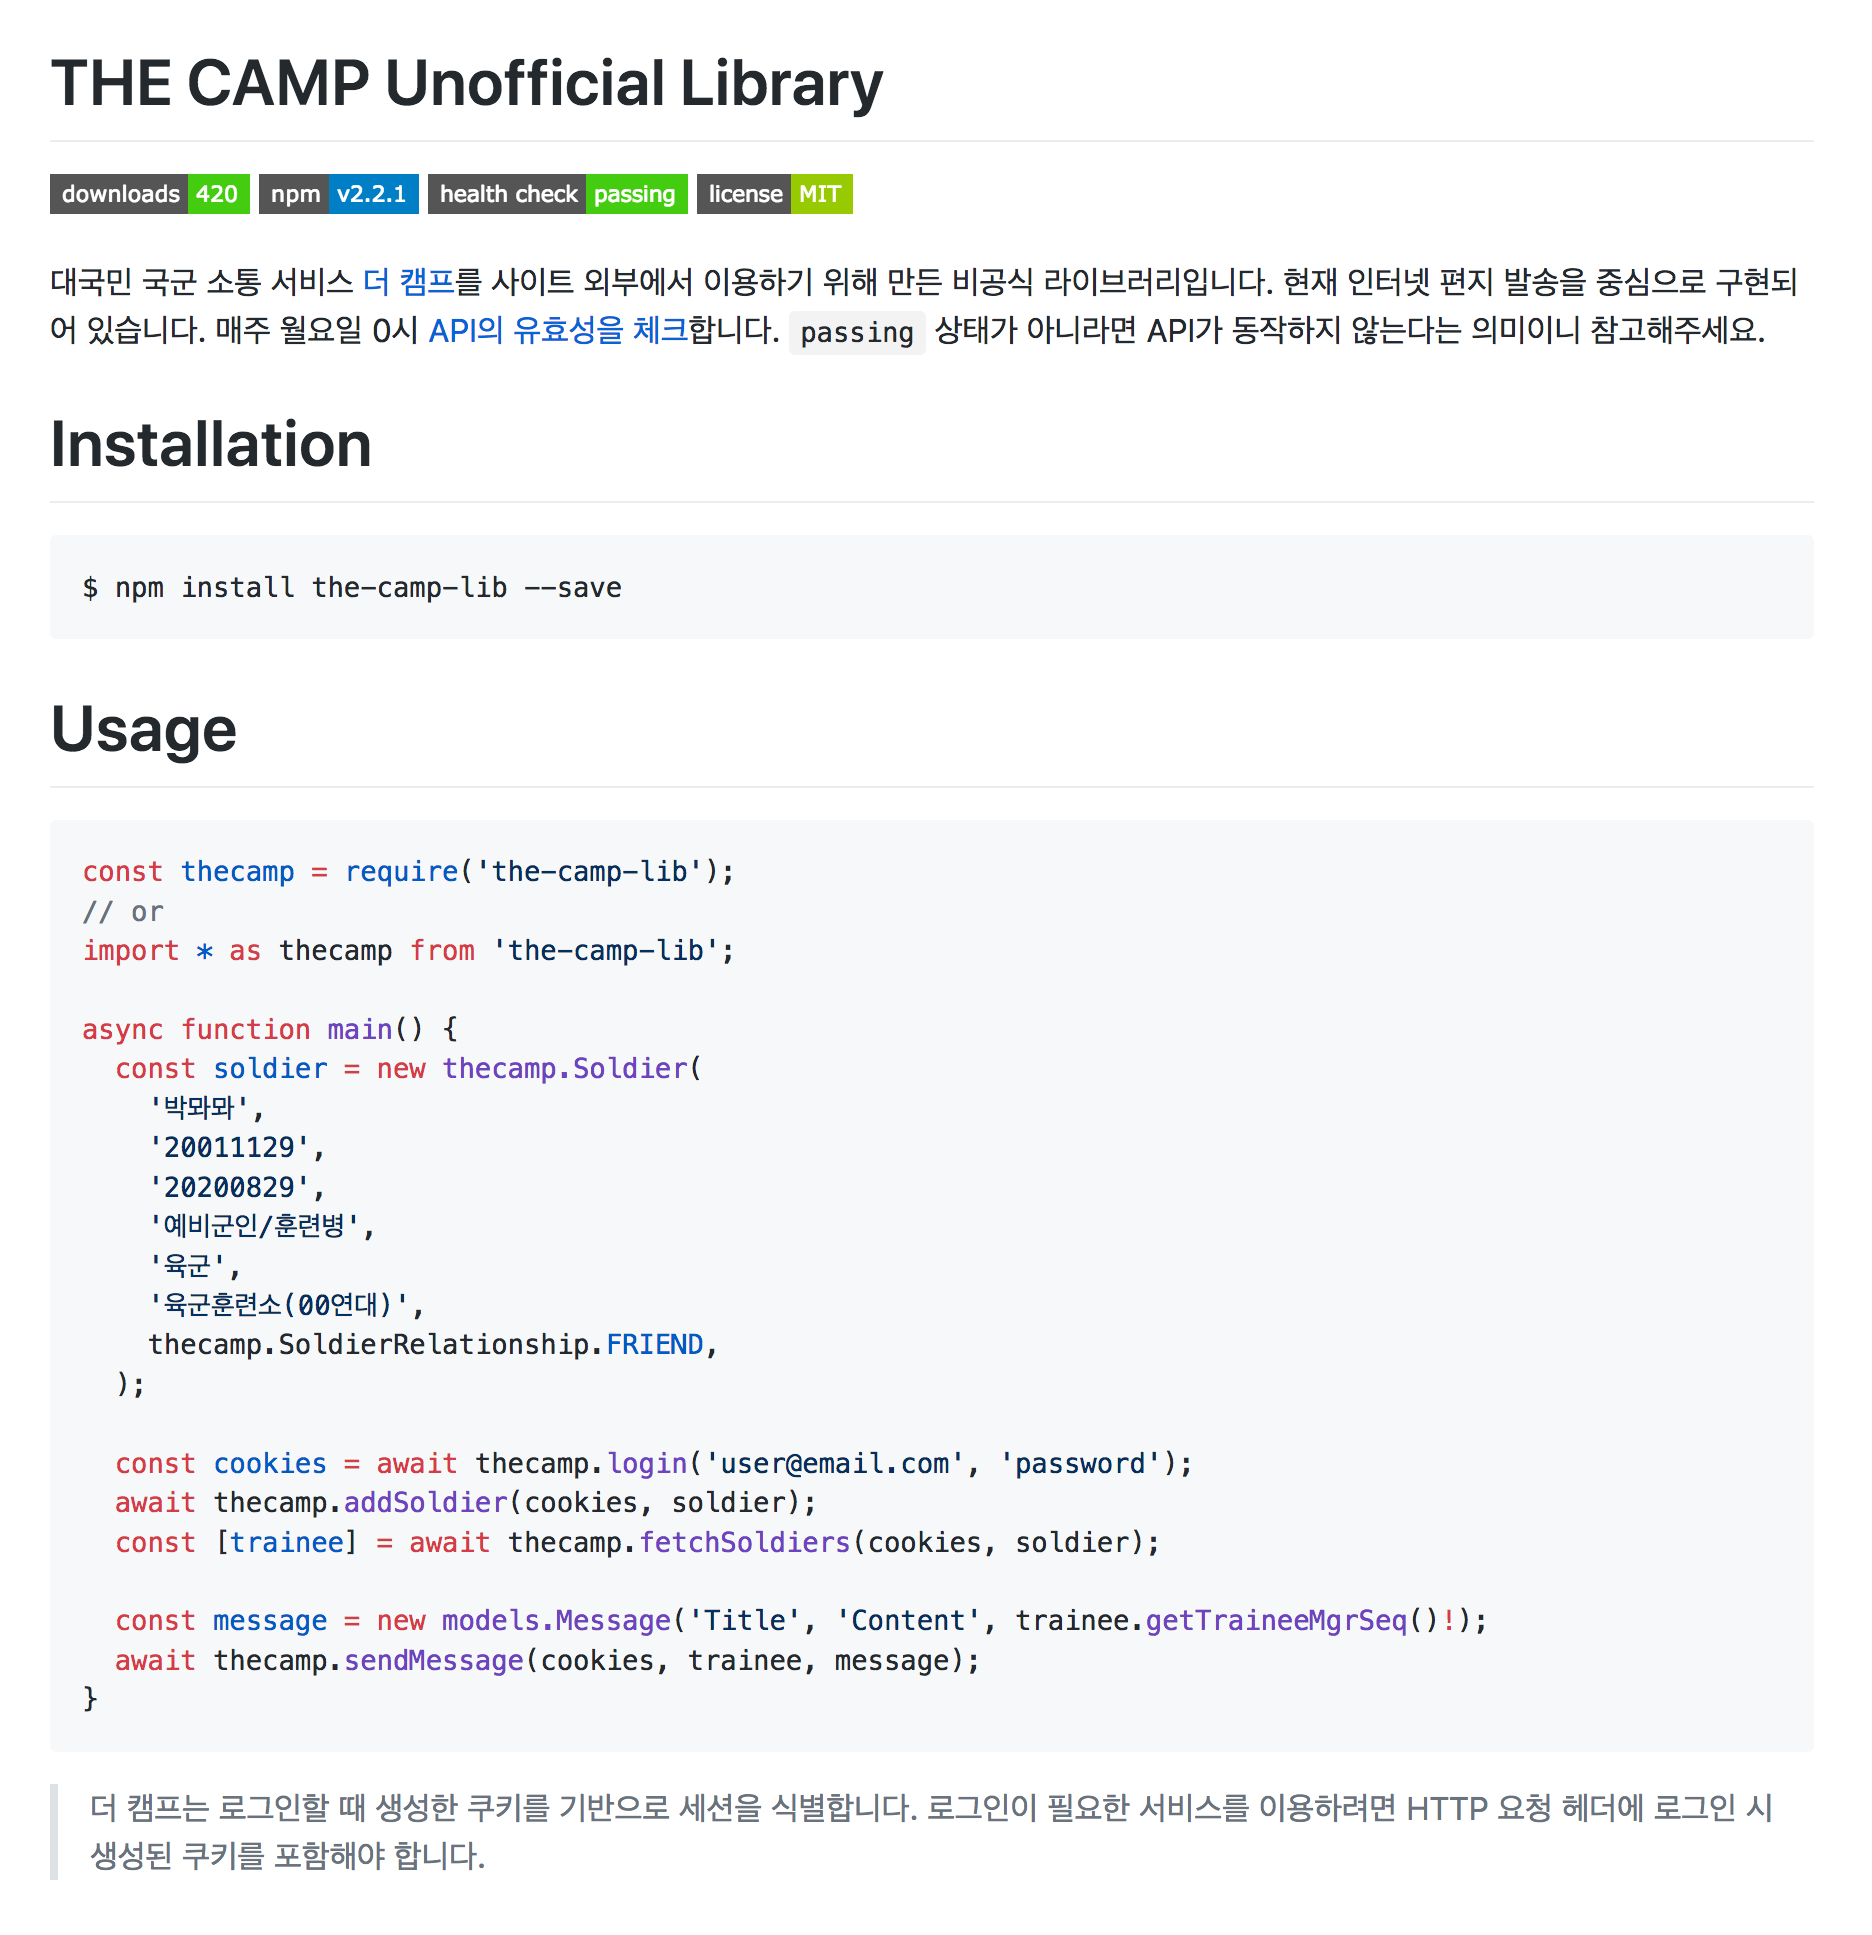 THE CAMP Unofficial Library
downloads 420 npm v2.2.1 health check passing license MIT
대국민 국군 소통 서비스 더 캠프를 사이트 외부에서 이용하기 위해 만든 비공식 라이브러리입니다. 현재 인터넷 편지 발송을 중심으로 구현되
어 있습니다. 매주 월요일 0시 API의 유효성을 체크합니다. passing 상태가 아니라면 API가 동작하지 않는다는 의미이니 참고해주세요.
Installation
$ npm install the-camp-lib --save
Usage
const thecamp = require('the-camp-lib');
// or
import * as thecamp from 'the-camp-lib';
async function main() {
  const soldier = new thecamp.Soldier(
    '박뫄뫄',
    '20011129',
    '20200829',
    '예비군인/훈련병',
    '육군',
    '육군훈련소(00연대)',
    thecamp.SoldierRelationship.FRIEND,
  );
  const cookies = await thecamp.login('user@email.com', 'password');
  await thecamp.addSoldier(cookies, soldier);
  const [trainee] = await thecamp.fetchSoldiers(cookies, soldier);
  const message = new models.Message('Title', 'Content', trainee.getTraineeMgrSeq()!);
  await thecamp.sendMessage(cookies, trainee, message);
}
더 캠프는 로그인할 때 생성한 쿠키를 기반으로 세션을 식별합니다. 로그인이 필요한 서비스를 이용하려면 HTTP 요청 헤더에 로그인 시
생성된 쿠키를 포함해야 합니다.